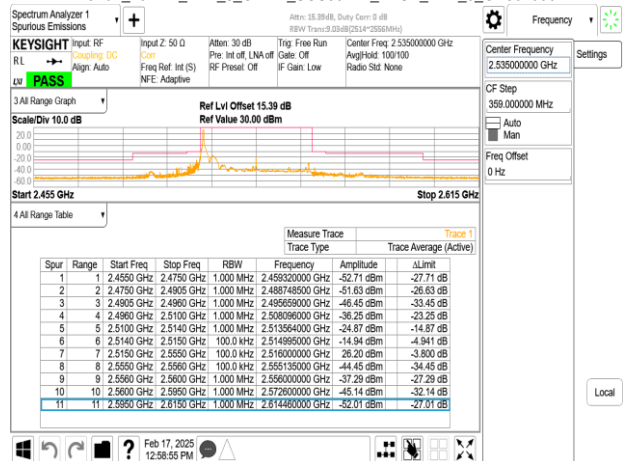 Spectrum Analyzer 1
Spurious Emissions
Attn: 15.39dB, Duty Corr: 0 dB
RBW Trans:9.03dB(2514~2556MHz)
Frequency
KEYSIGHT
RL
PASS
Input: RF
Coupling: DC
Align: Auto
Input Z: 50 Ω
Corr
Freq Ref: Int (S)
NFE: Adaptive
Atten: 30 dB
Pre: Int off, LNA off
RF Presel: Off
Trig: Free Run
Gate: Off
IF Gain: Low
Center Freq: 2.535000000 GHz
Avg|Hold: 100/100
Radio Std: None
Center Frequency
2.535000000 GHz
Settings
CF Step
359.000000 MHz
Auto
Man
Freq Offset
0 Hz
3 All Range Graph
Scale/Div 10.0 dB
Ref Lvl Offset 15.39 dB
Ref Value 30.00 dBm
20.0
0.00
-20.0
-40.0
-60.0
Start 2.455 GHz
Stop 2.615 GHz
4 All Range Table
Measure Trace Trace 1
Trace Type Trace Average (Active)
Spur Range Start Freq Stop Freq RBW Frequency Amplitude ΔLimit
1 1 2.4550 GHz 2.4750 GHz 1.000 MHz 2.459320000 GHz -52.71 dBm -27.71 dB
2 2 2.4750 GHz 2.4905 GHz 1.000 MHz 2.488748500 GHz -51.63 dBm -26.63 dB
3 3 2.4905 GHz 2.4960 GHz 1.000 MHz 2.495659000 GHz -46.45 dBm -33.45 dB
4 4 2.4960 GHz 2.5100 GHz 1.000 MHz 2.508096000 GHz -36.25 dBm -23.25 dB
5 5 2.5100 GHz 2.5140 GHz 1.000 MHz 2.513564000 GHz -24.87 dBm -14.87 dB
6 6 2.5140 GHz 2.5150 GHz 100.0 kHz 2.514995000 GHz -14.94 dBm -4.941 dB
7 7 2.5150 GHz 2.5550 GHz 100.0 kHz 2.516000000 GHz 26.20 dBm -3.800 dB
8 8 2.5550 GHz 2.5560 GHz 100.0 kHz 2.555135000 GHz -44.45 dBm -34.45 dB
9 9 2.5560 GHz 2.5600 GHz 1.000 MHz 2.556000000 GHz -37.29 dBm -27.29 dB
10 10 2.5600 GHz 2.5950 GHz 1.000 MHz 2.572600000 GHz -45.14 dBm -32.14 dB
11 11 2.5950 GHz 2.6150 GHz 1.000 MHz 2.614460000 GHz -52.01 dBm -27.01 dB
Local
?
Feb 17, 2025
12:58:55 PM